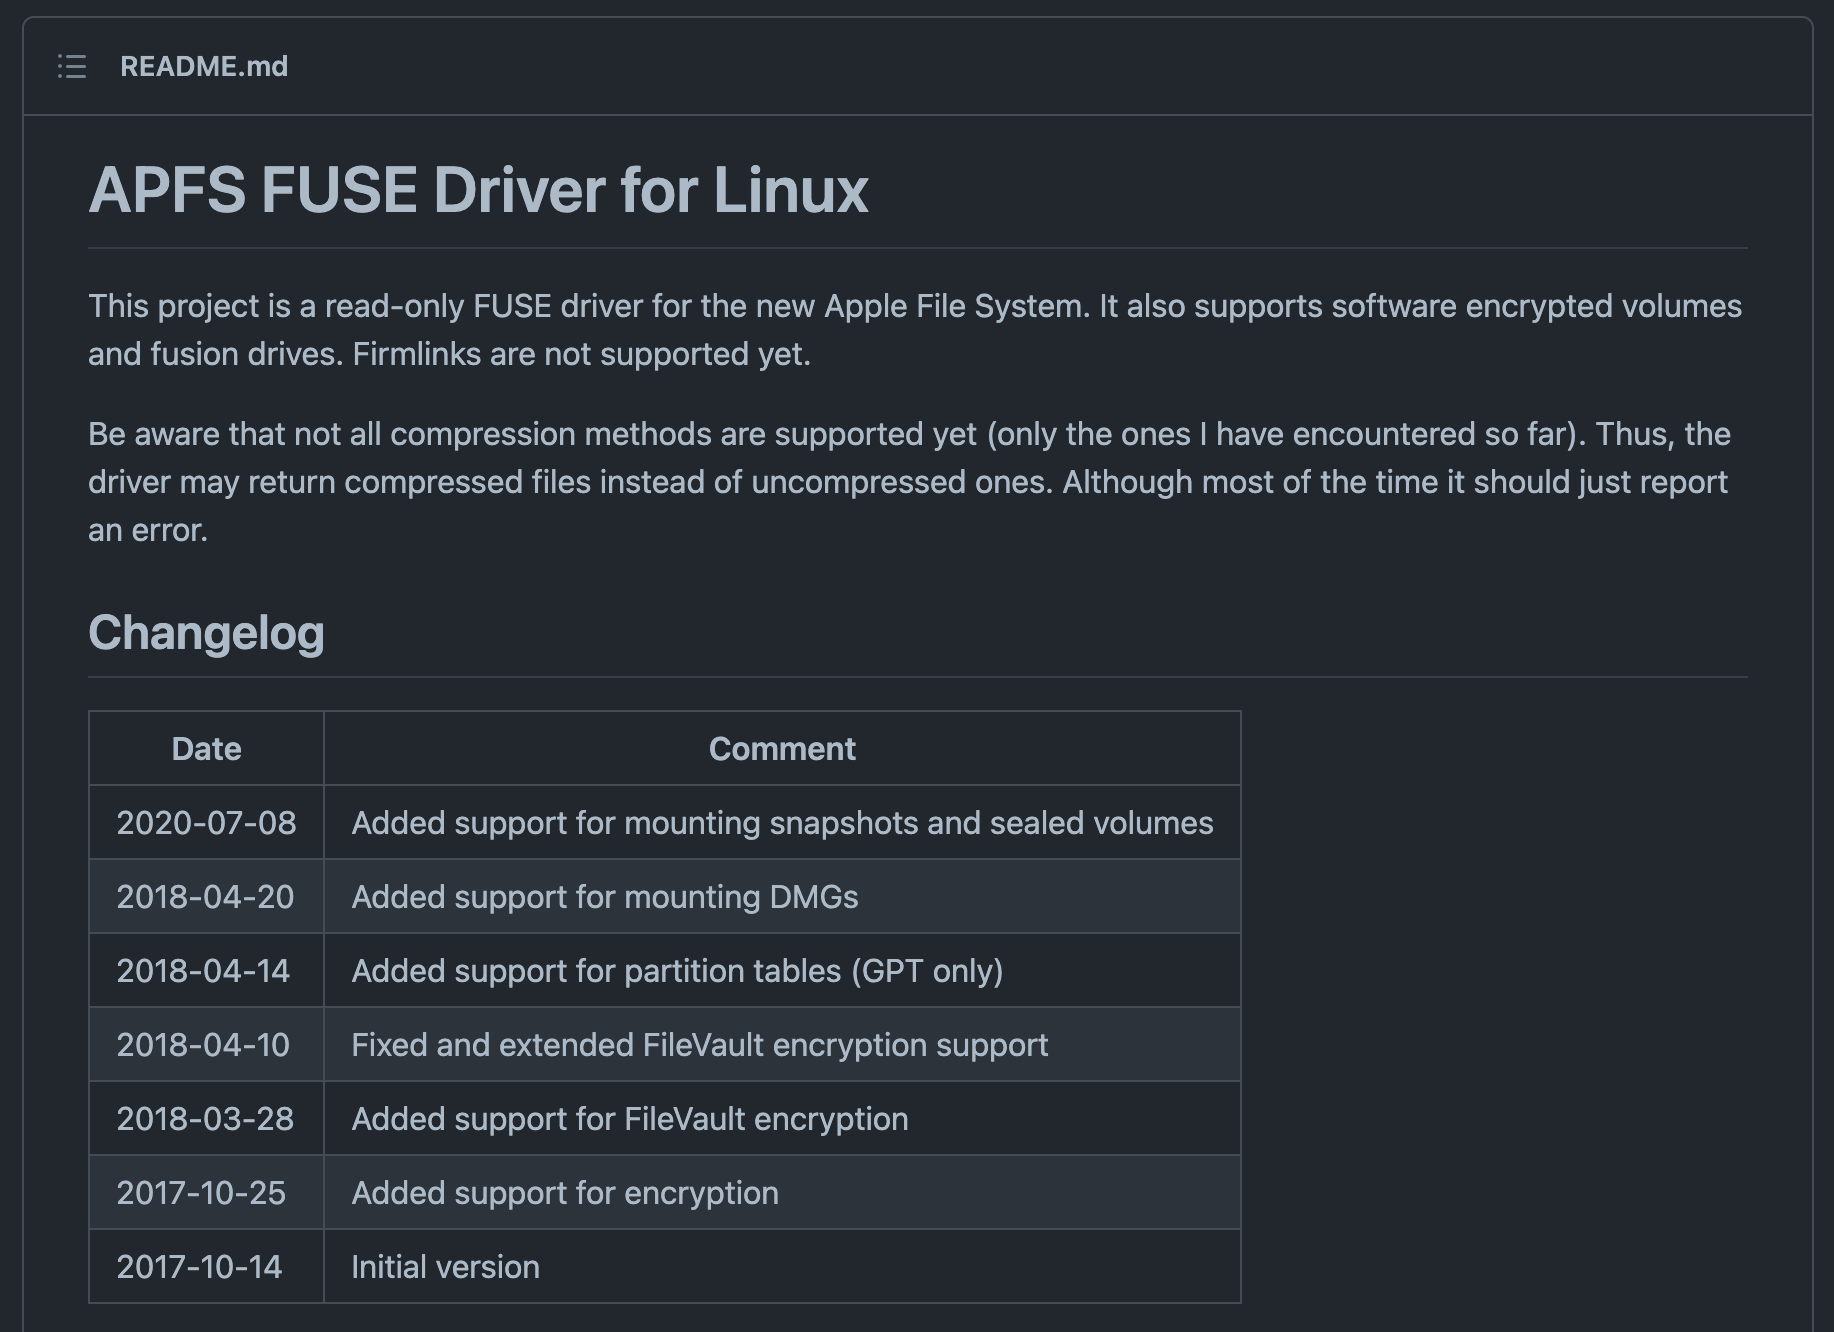 README.md
APFS FUSE Driver for Linux
This project is a read-only FUSE driver for the new Apple File System. It also supports software encrypted volumes
and fusion drives. Firmlinks are not supported yet.
Be aware that not all compression methods are supported yet (only the ones I have encountered so far). Thus, the
driver may return compressed files instead of uncompressed ones. Although most of the time it should just report
an error.
Changelog
Date Comment
2020-07-08 Added support for mounting snapshots and sealed volumes
2018-04-20 Added support for mounting DMGs
2018-04-14 Added support for partition tables (GPT only)
2018-04-10 Fixed and extended FileVault encryption support
2018-03-28 Added support for FileVault encryption
2017-10-25 Added support for encryption
2017-10-14 Initial version